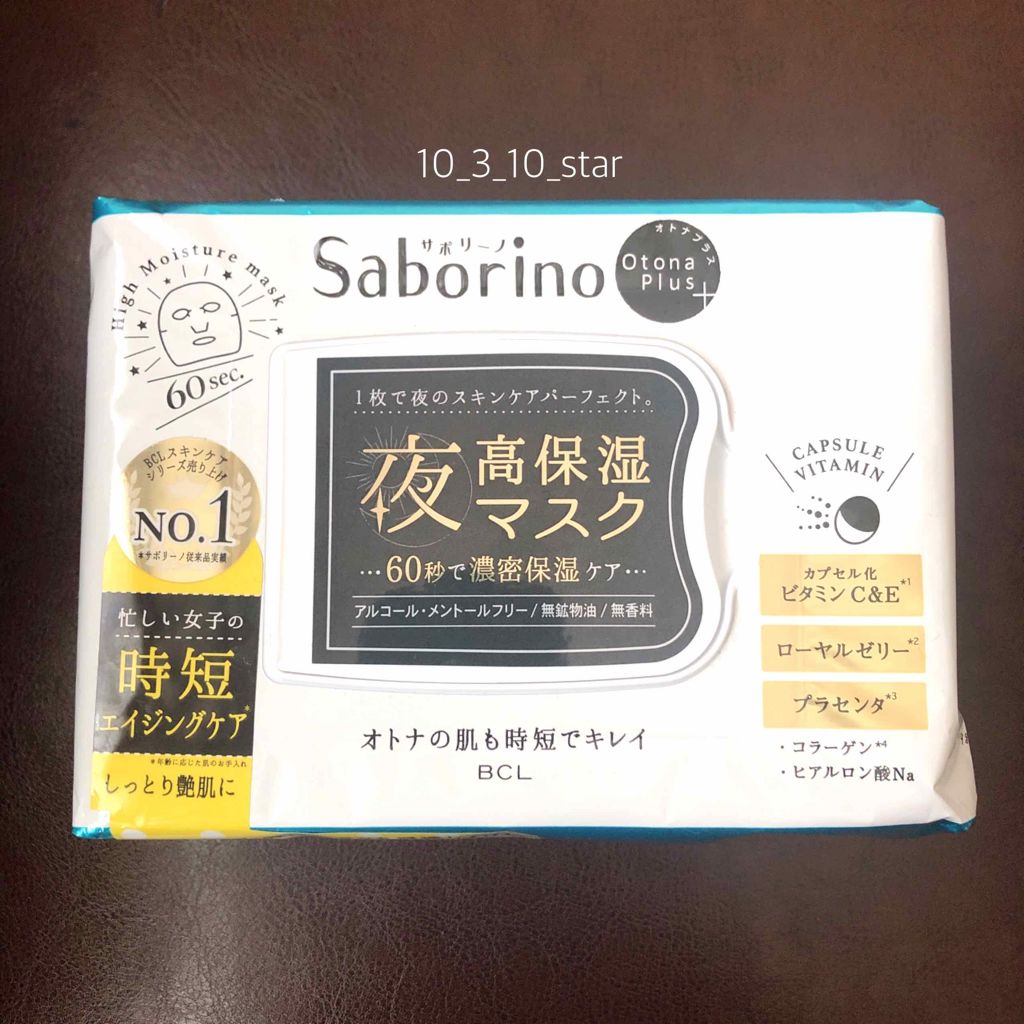 10_3_10_star
High Moisture mask
60 sec.
サボリーノ
Saborino
オトナプラス
Otona
Plus+
BCLスキンケア
シリーズ売り上げ
NO.1
*サボリーノ従来品実績
忙しい女子の
時短
エイジングケア*
*年齢に応じた肌のお手入れ
しっとり艶肌に
1枚で夜のスキンケアパーフェクト。
夜 高保湿
マスク
…60秒で濃密保湿ケア…
アルコール・メントールフリー/無鉱物油/無香料
オトナの肌も時短でキレイ
BCL
CAPSULE
VITAMIN
カプセル化
ビタミンC&E*1
ローヤルゼリー*2
プラセンタ*3
・コラーゲン*4
・ヒアルロン酸Na